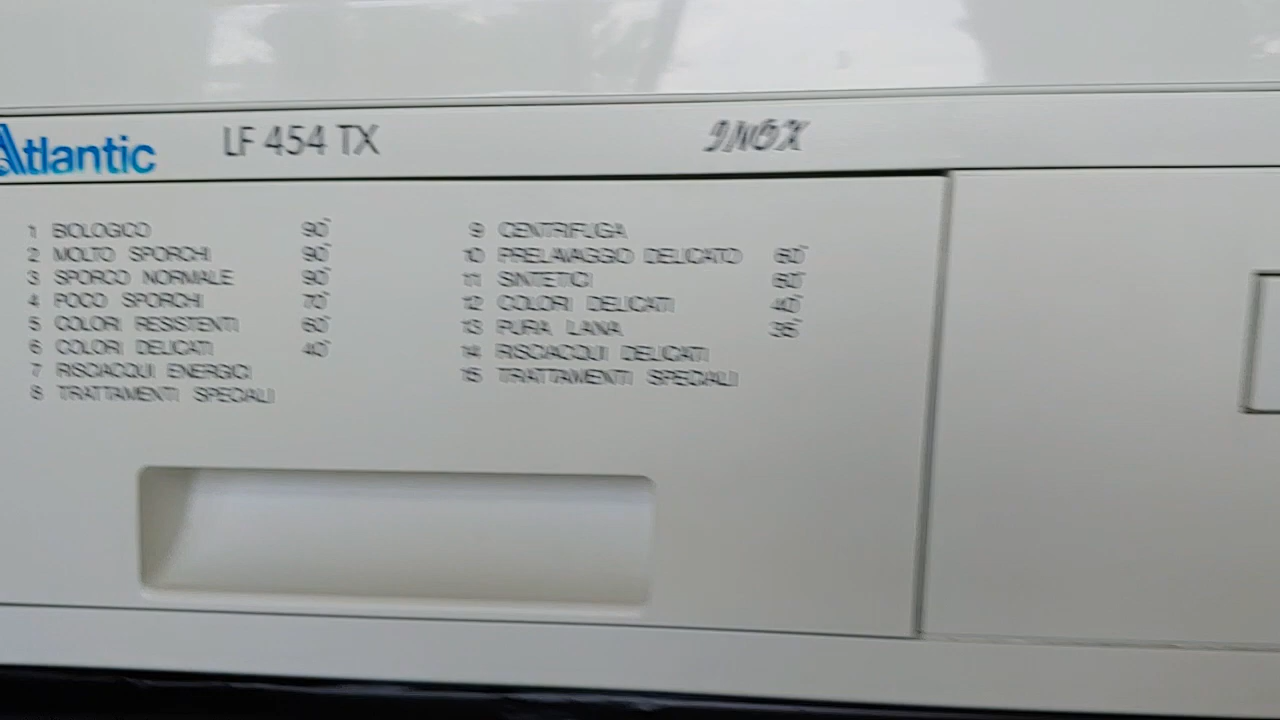 Atlantic LF 454 TX INOX
1 BIOLOGICO 90°
2 MOLTO SPORCHI 90°
3 SPORCO NORMALE 90°
4 POCO SPORCHI 70°
5 COLORI RESISTENTI 60°
6 COLORI DELICATI 40°
7 RISCIACQUI ENERGICI
8 TRATTAMENTI SPECIALI
9 CENTRIFUGA
10 PRELAVAGGIO DELICATO 60°
11 SINTETICI 60°
12 COLORI DELICATI 40°
13 PURA LANA 35°
14 RISCIACQUI DELICATI
15 TRATTAMENTI SPECIALI